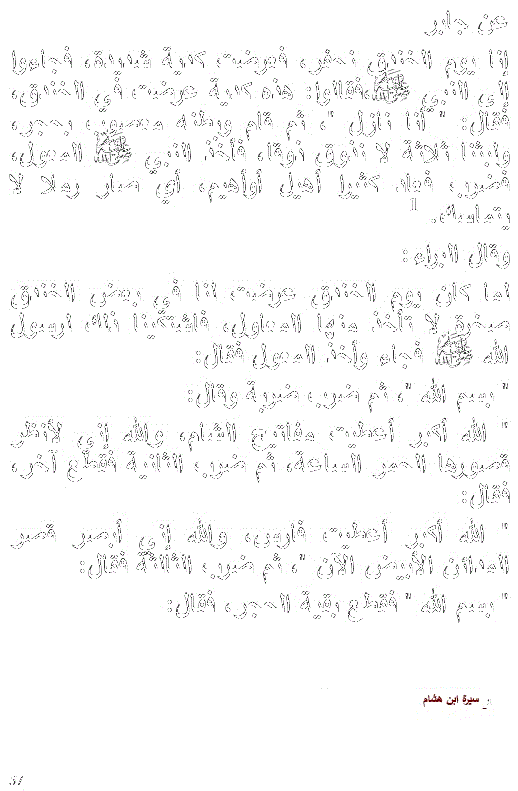 عن جابر
إنا يوم الخندق نحفر، فعرضت كدية شديدة، فجاءوا
إلى النبي ﷺ فقالوا: هذه كدية عرضت في الخندق،
فقال: " أنا نازل "، ثم قام وبطنه معصوب بحجر،
ولبثنا ثلاثة لا نذوق ذوقا، فأخذ النبي ﷺ المعول،
فضرب فعاد كثيبا أهيل أوأهيم، أي صار رملا لا
يتماسك. 1
وقال البراء:
لما كان يوم الخندق عرضت لنا في بعض الخندق
صخرة لا تأخذ منها المعاول، فاشتكينا ذلك لرسول
الله ﷺ فجاء وأخذ المعول فقال:
" بسم الله "، ثم ضرب ضربة وقال:
" الله أكبر أعطيت مفاتيح الشام، والله إني لأنظر
قصورها الحمر الساعة، ثم ضرب الثانية فقطع آخر،
فقال:
" الله أكبر أعطيت فارس، والله إني أبصر قصر
المدائن الأبيض الآن "، ثم ضرب الثالثة فقال:
" بسم الله " فقطع بقية الحجر، فقال:
سيرة ابن هشام
51